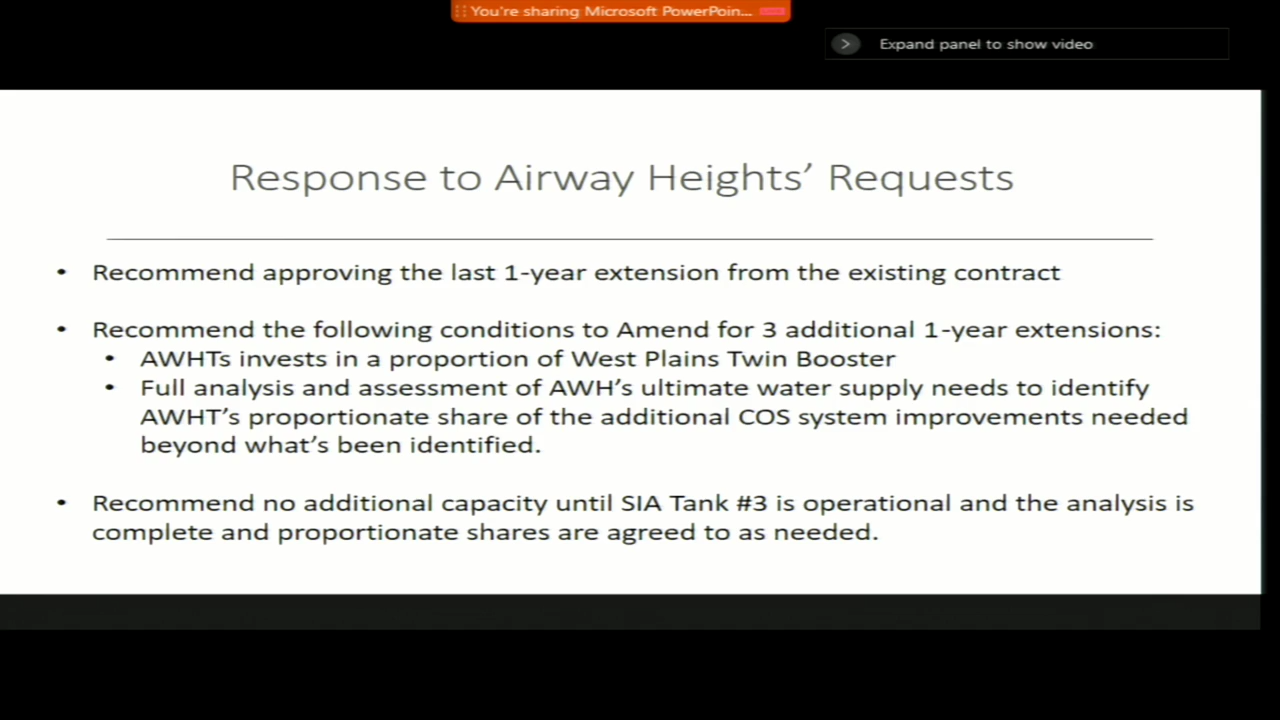 You're sharing Microsoft PowerPoin...
Expand panel to show video
Response to Airway Heights’ Requests
• Recommend approving the last 1-year extension from the existing contract
• Recommend the following conditions to Amend for 3 additional 1-year extensions:
• AWHTs invests in a proportion of West Plains Twin Booster
• Full analysis and assessment of AWH’s ultimate water supply needs to identify
AWHT’s proportionate share of the additional COS system improvements needed
beyond what’s been identified.
• Recommend no additional capacity until SIA Tank #3 is operational and the analysis is
complete and proportionate shares are agreed to as needed.